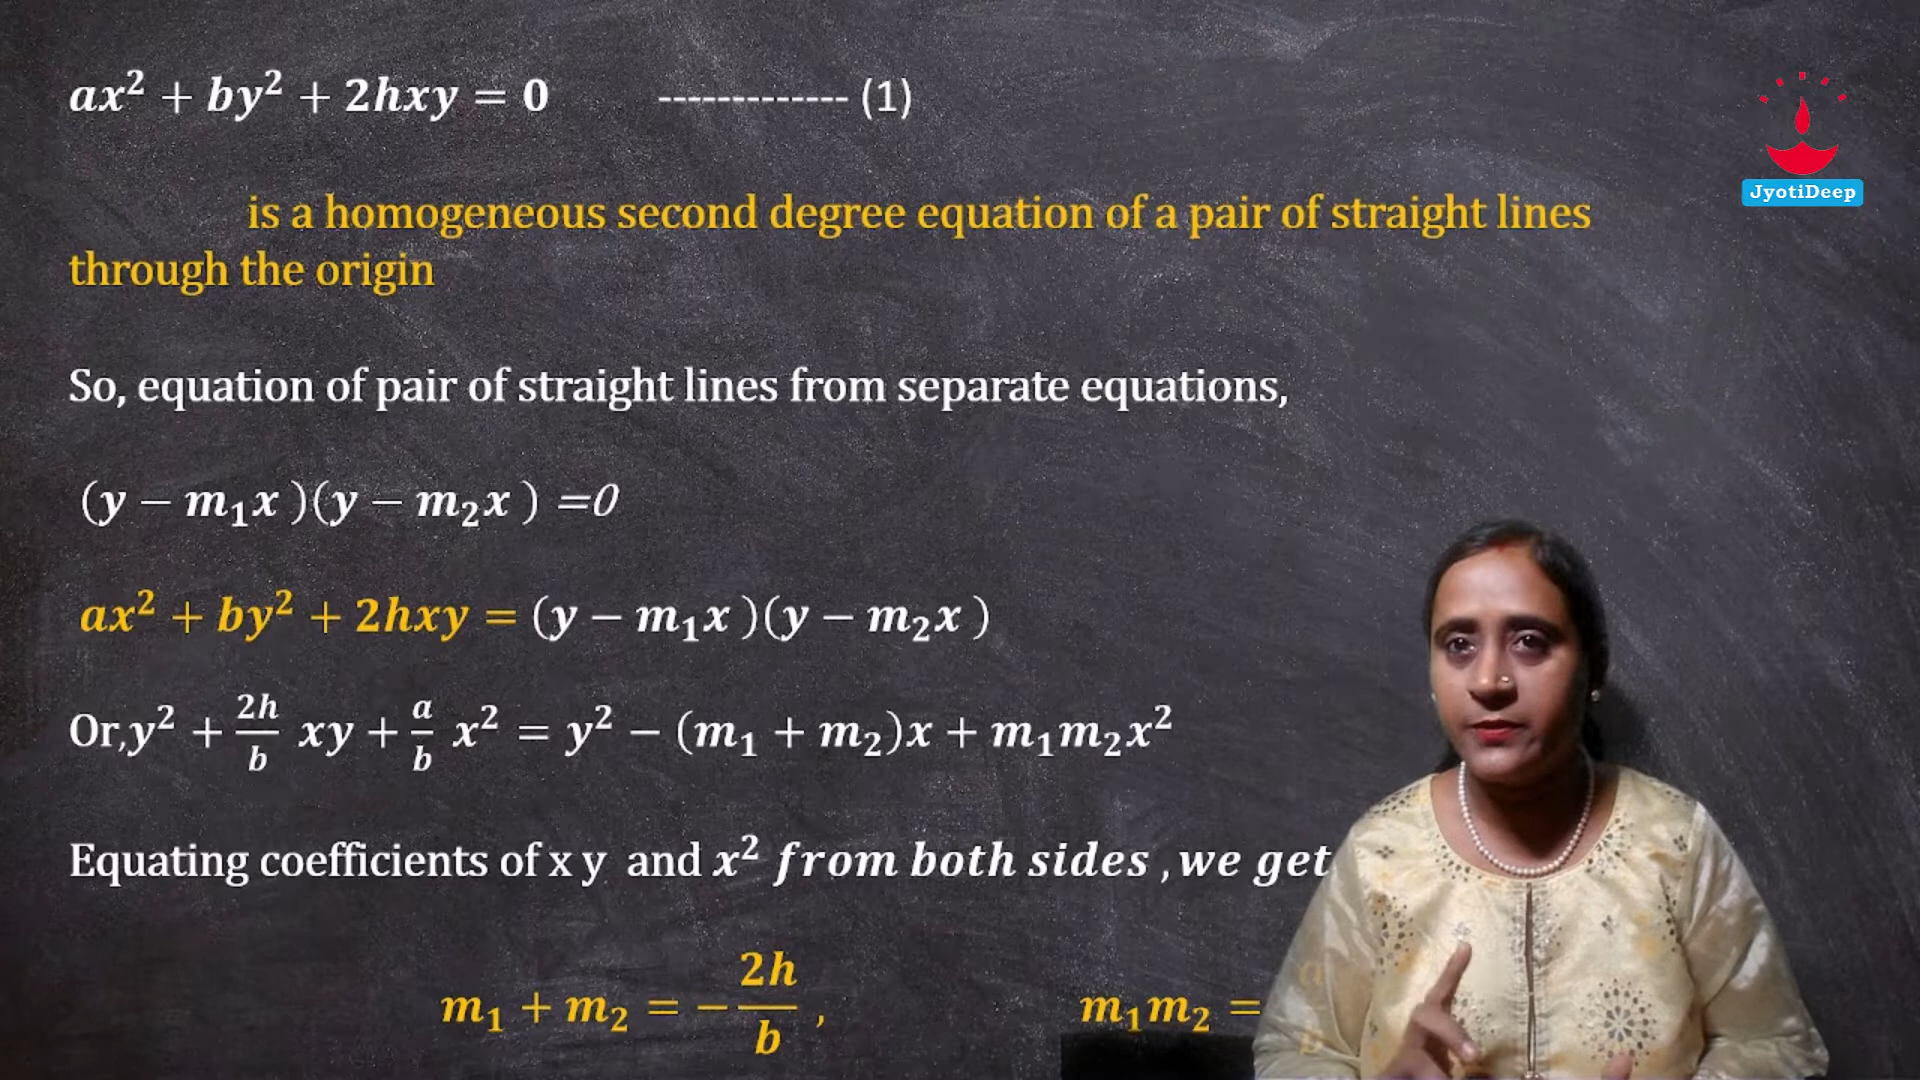 ax² + by² + 2hxy = 0 ------------- (1)
JyotiDeep
is a homogeneous second degree equation of a pair of straight lines
through the origin
So, equation of pair of straight lines from separate equations,
(y − m₁x )(y − m₂x ) =0
ax² + by² + 2hxy = (y − m₁x )(y − m₂x )
Or,y² + 2h/b xy + a/b x² = y² − (m₁ + m₂)x + m₁m₂x²
Equating coefficients of x y and x² from both sides , we get
m₁ + m₂ = − 2h/b , m₁m₂ =